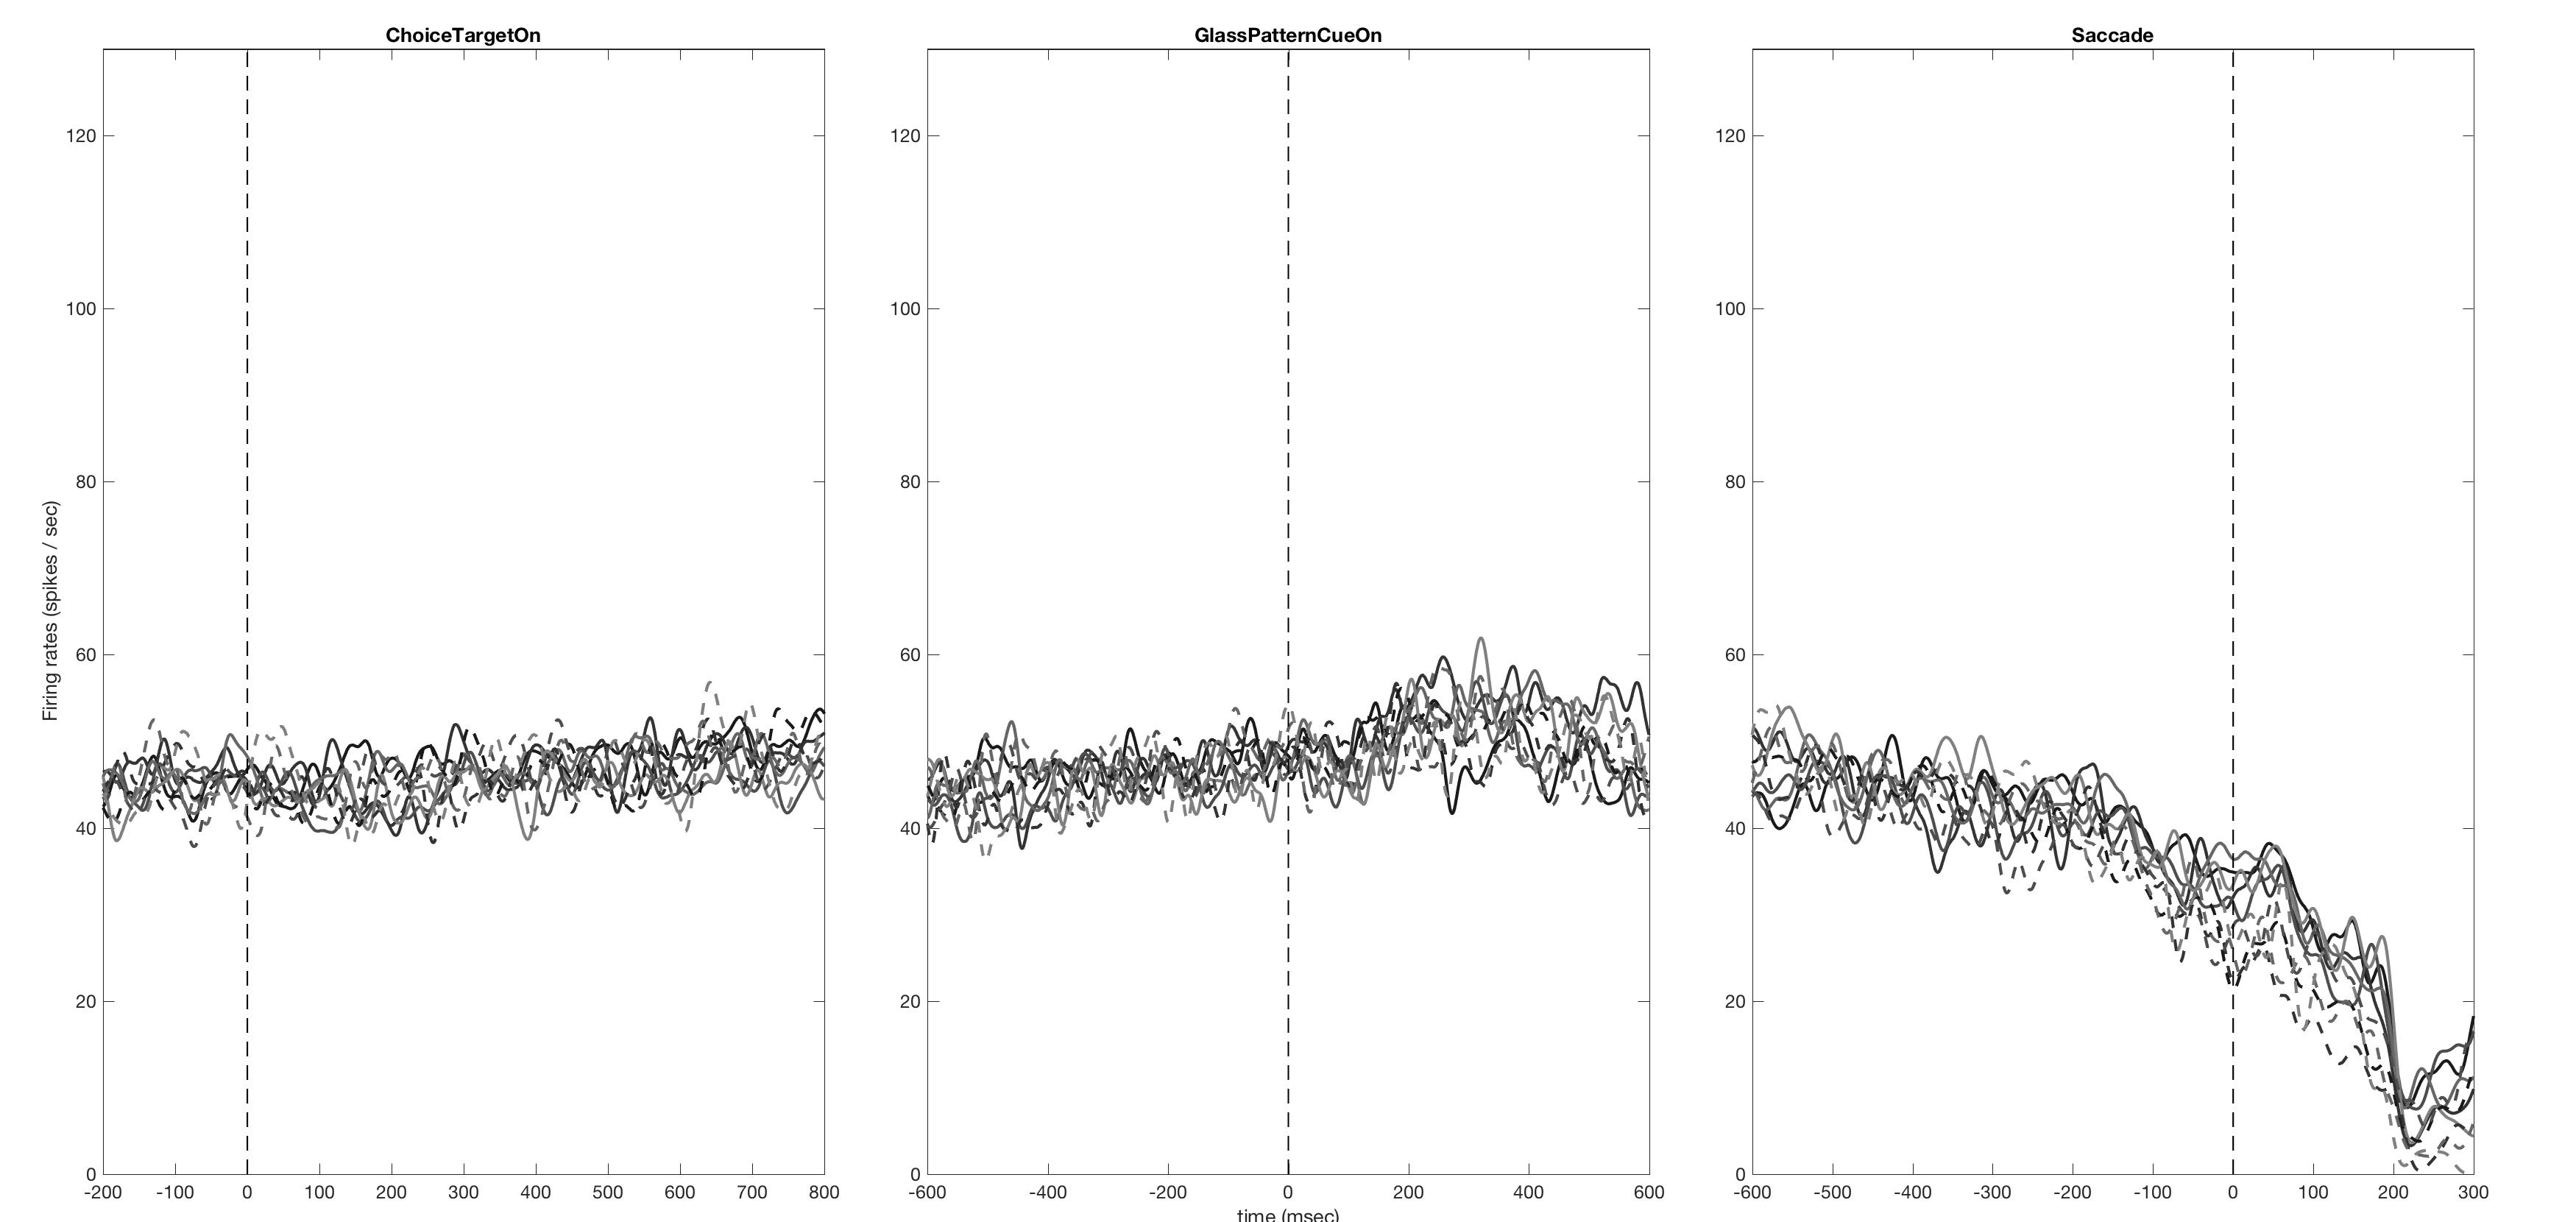 ChoiceTargetOn
GlassPatternCueOn
Saccade
Firing rates (spikes / sec)
120
100
80
60
40
20
0
-200 -100 0 100 200 300 400 500 600 700 800
120
100
80
60
40
20
0
-600 -400 -200 0 200 400 600
time (msec)
120
100
80
60
40
20
0
-600 -500 -400 -300 -200 -100 0 100 200 300